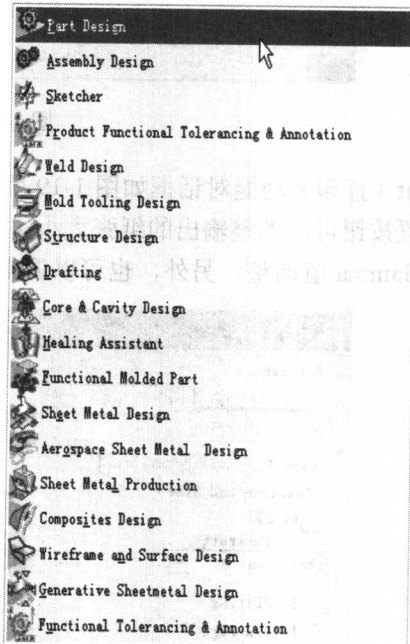 Part Design
Assembly Design
Sketcher
Product Functional Tolerancing & Annotation
Weld Design
Mold Tooling Design
Structure Design
Drafting
Core & Cavity Design
Healing Assistant
Functional Molded Part
Sheet Metal Design
Aerospace Sheet Metal Design
Sheet Metal Production
Composites Design
Wireframe and Surface Design
Generative Sheetmetal Design
Functional Tolerancing & Annotation